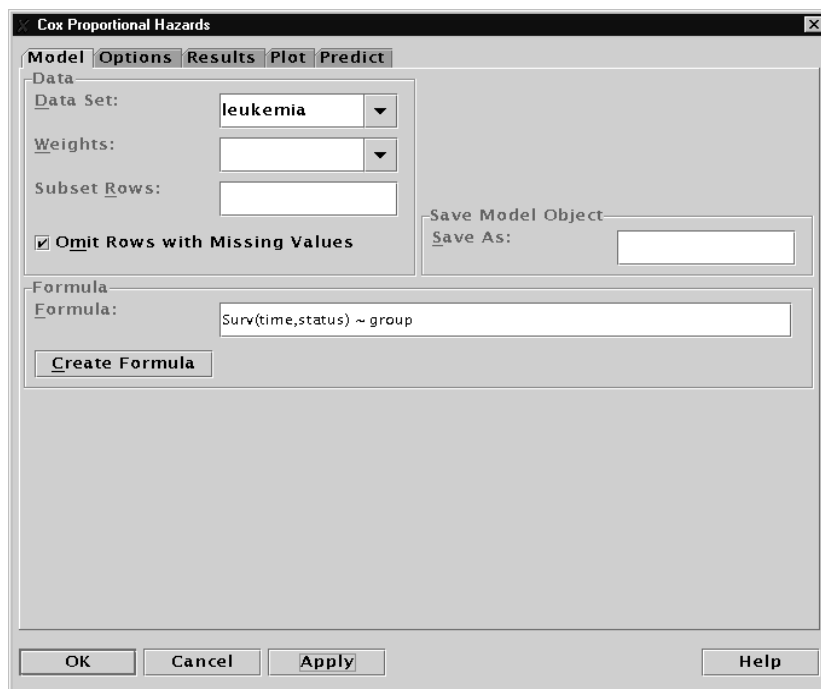 Cox Proportional Hazards
Model Options Results Plot Predict
Data
Data Set:
leukemia
Weights:
Subset Rows:
Omit Rows with Missing Values
Save Model Object
Save As:
Formula
Formula:
Surv(time,status) ~ group
Create Formula
OK Cancel Apply Help